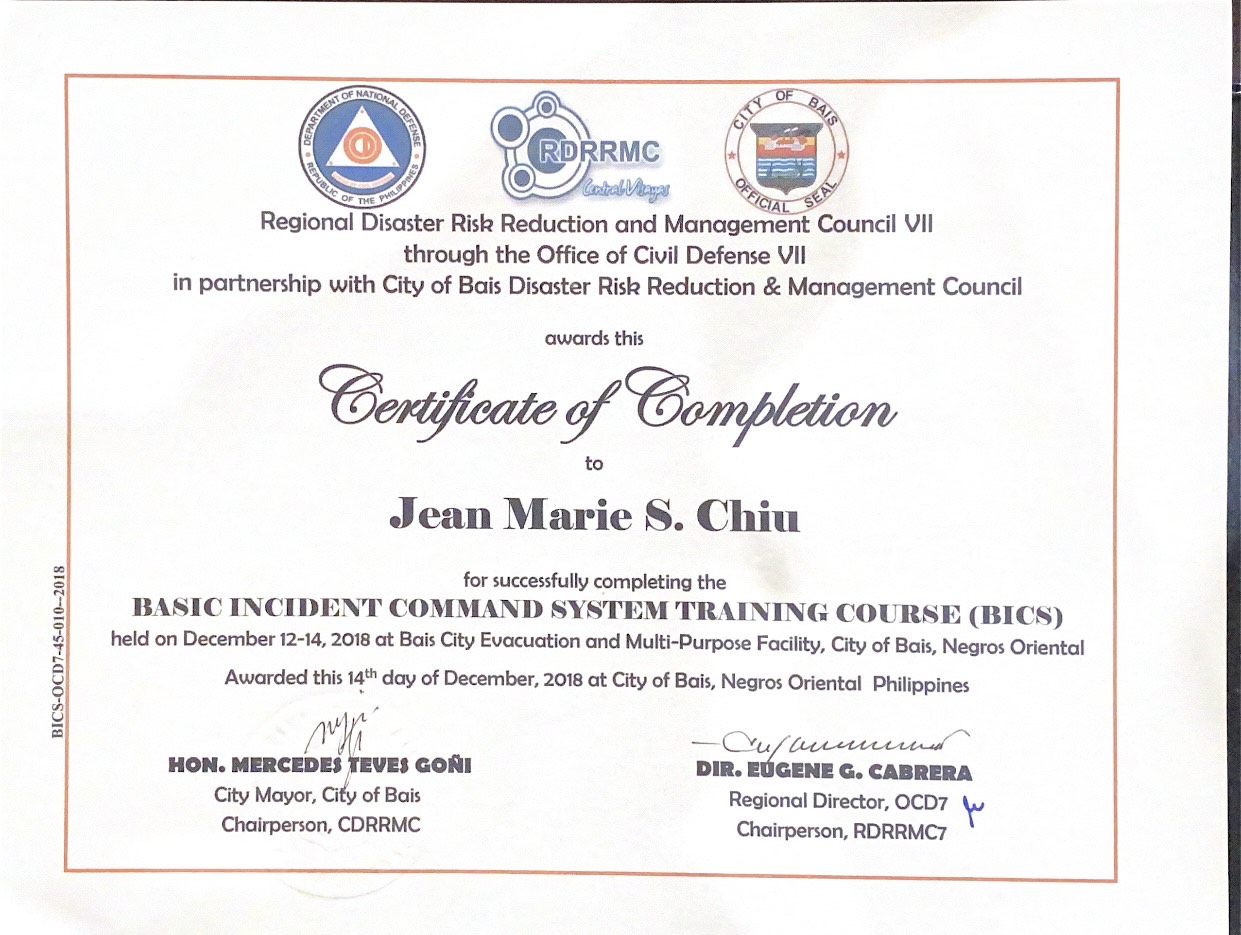 DEPARTMENT OF NATIONAL DEFENSE
REPUBLIC OF THE PHILIPPINES
CD
RDRRMC
Central Visayas
CITY OF BAIS
OFFICIAL SEAL
Regional Disaster Risk Reduction and Management Council VII
through the Office of Civil Defense VII
in partnership with City of Bais Disaster Risk Reduction & Management Council
awards this
Certificate of Completion
to
Jean Marie S. Chiu
for successfully completing the
BASIC INCIDENT COMMAND SYSTEM TRAINING COURSE (BICS)
held on December 12-14, 2018 at Bais City Evacuation and Multi-Purpose Facility, City of Bais, Negros Oriental
Awarded this 14th day of December, 2018 at City of Bais, Negros Oriental Philippines
HON. MERCEDES TEVES GOÑI
City Mayor, City of Bais
Chairperson, CDRRMC
DIR. EUGENE G. CABRERA
Regional Director, OCD7
Chairperson, RDRRMC7
BICS-OCD7-45-010--2018